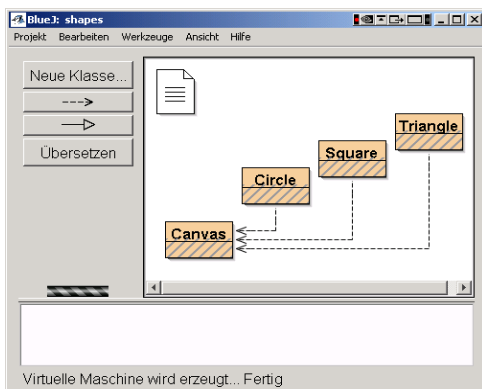 BlueJ: shapes
Projekt Bearbeiten Werkzeuge Ansicht Hilfe
Neue Klasse...
Übersetzen
Triangle
Square
Circle
Canvas
Virtuelle Maschine wird erzeugt... Fertig